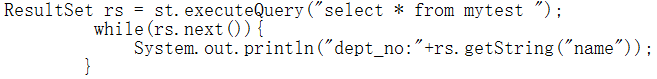 ResultSet rs = st.executeQuery("select * from mytest ");
while(rs.next()){
System.out.println("dept_no:"+rs.getString("name"));
}